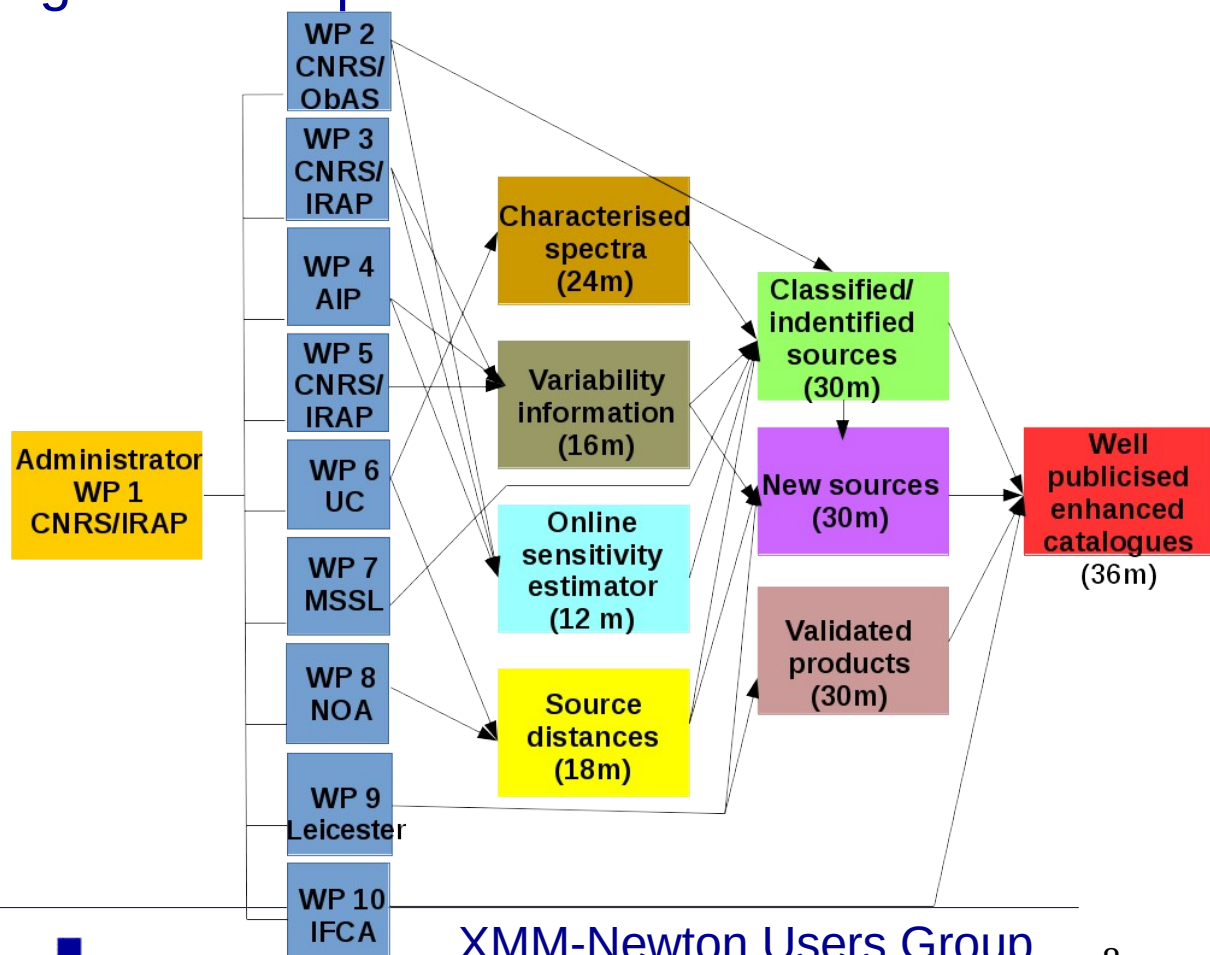 WP 2
CNRS/
ObAS
WP 3
CNRS/
IRAP
WP 4
AIP
WP 5
CNRS/
IRAP
WP 6
UC
WP 7
MSSL
WP 8
NOA
WP 9
Leicester
WP 10
IFCA
Administrator
WP 1
CNRS/IRAP
Characterised
spectra
(24m)
Variability
information
(16m)
Online
sensitivity
estimator
(12 m)
Source
distances
(18m)
Classified/
indentified
sources
(30m)
New sources
(30m)
Validated
products
(30m)
Well
publicised
enhanced
catalogues
(36m)
XMM-Newton Users Group